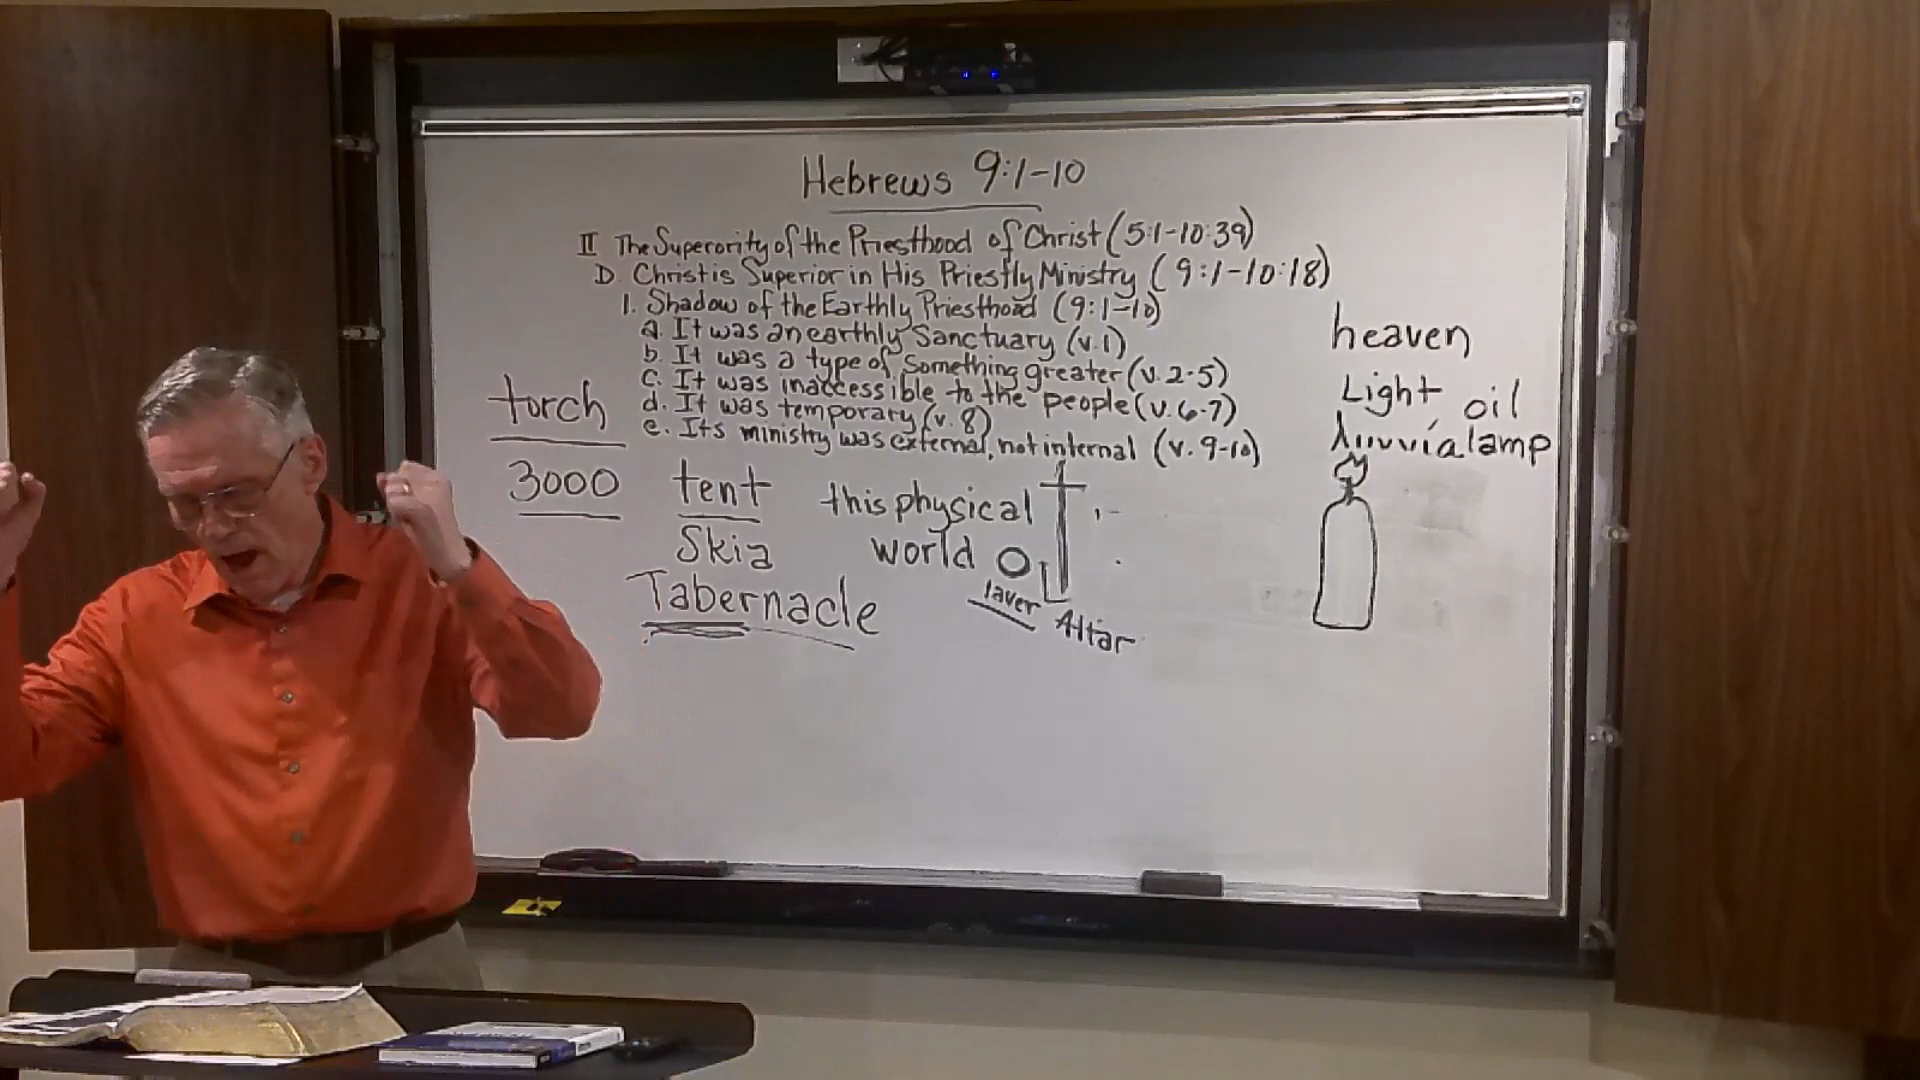 Hebrews 9:1-10
II The Superority of the Priesthood of Christ (5:1-10:39)
D. Christ is Superior in His Priestly Ministry (9:1-10:18)
1. Shadow of the Earthly Priesthood (9:1-10)
a. It was an earthly Sanctuary (v.1)
b. It was a type of Something greater (v.2-5)
c. It was inaccessible to the people (v.6-7)
d. It was temporary (v.8)
e. Its ministry was external, not internal (v.9-10)
torch
3000
tent
Skia
Tabernacle
this physical
world
laver
Altar
heaven
Light oil
lamp